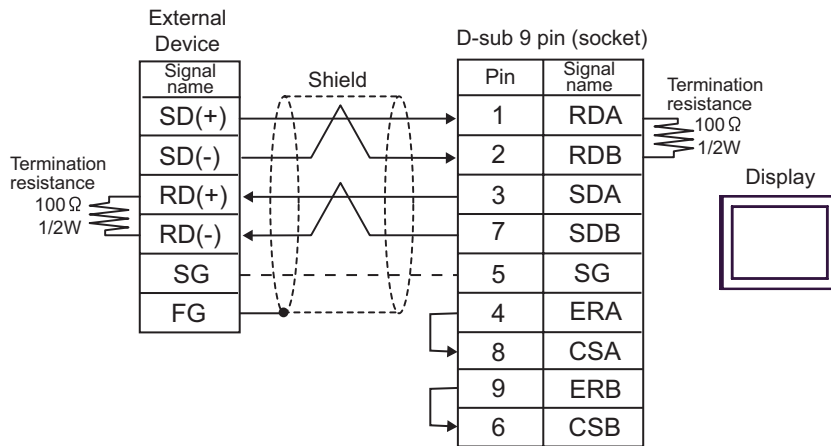 External
Device
Signal
name
SD(+)
SD(-)
RD(+)
RD(-)
SG
FG
Termination
resistance
100 Ω
1/2W
Shield
D-sub 9 pin (socket)
Pin
Signal
name
1 RDA
2 RDB
3 SDA
7 SDB
5 SG
4 ERA
8 CSA
9 ERB
6 CSB
Termination
resistance
100 Ω
1/2W
Display